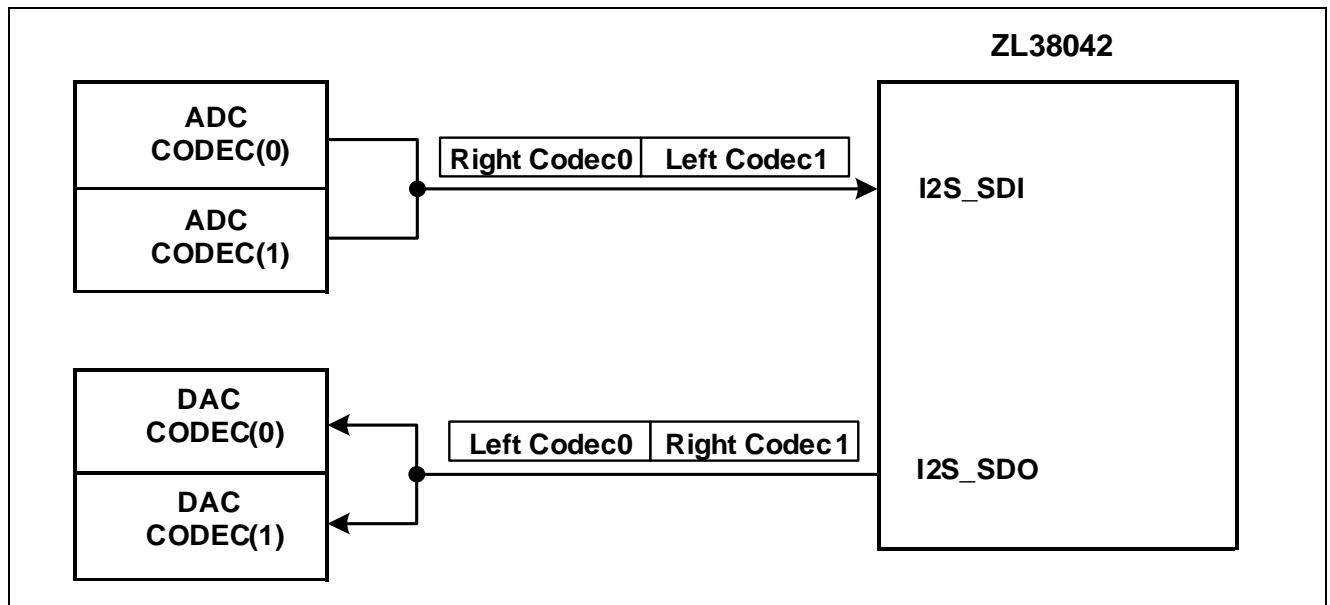 ZL38042
ADC
CODEC(0)
Right Codec0 Left Codec1
ADC
CODEC(1)
I2S_SDI
DAC
CODEC(0)
Left Codec0 Right Codec1
I2S_SDO
DAC
CODEC(1)